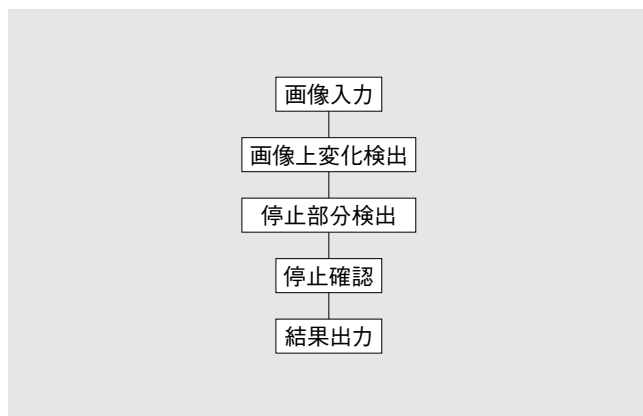 画像入力
画像上変化検出
停止部分検出
停止確認
結果出力